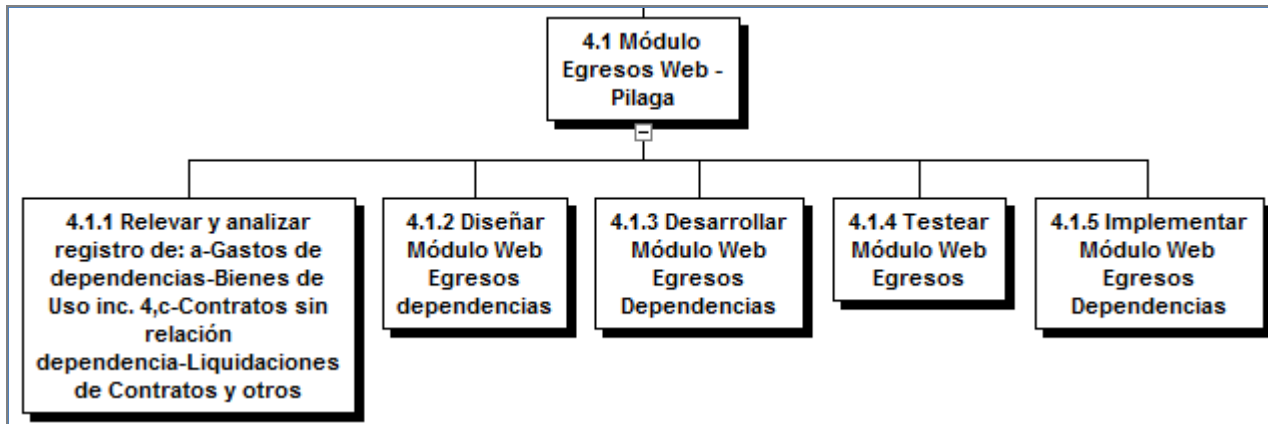 4.1 Módulo
Egresos Web -
Pilaga
4.1.1 Relevar y analizar
registro de: a-Gastos de
dependencias-Bienes de
Uso inc. 4,c-Contratos sin
relación
dependencia-Liquidaciones
de Contratos y otros
4.1.2 Diseñar
Módulo Web
Egresos
dependencias
4.1.3 Desarrollar
Módulo Web
Egresos
Dependencias
4.1.4 Testear
Módulo Web
Egresos
4.1.5 Implementar
Módulo Web
Egresos
Dependencias